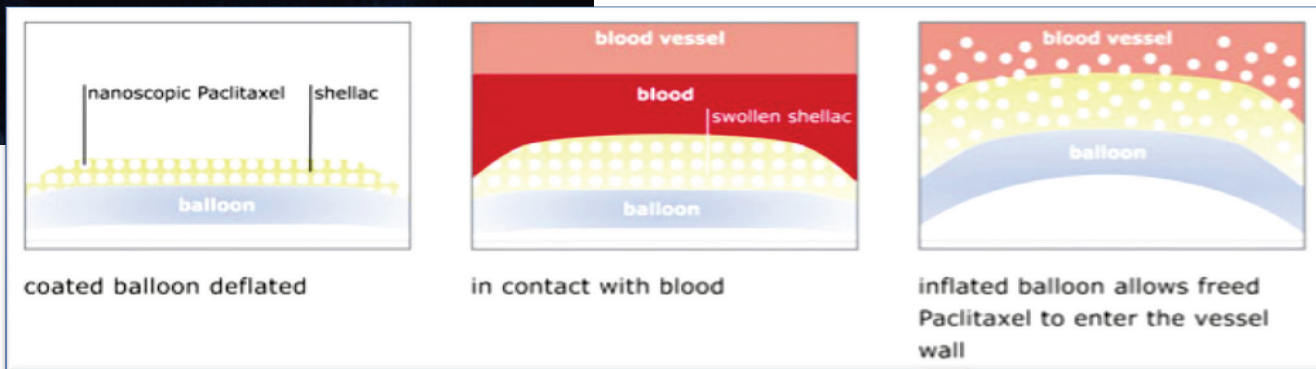 nanoscopic Paclitaxel
shellac
balloon
coated balloon deflated
blood vessel
blood
swollen shellac
balloon
in contact with blood
blood vessel
balloon
inflated balloon allows freed
Paclitaxel to enter the vessel
wall